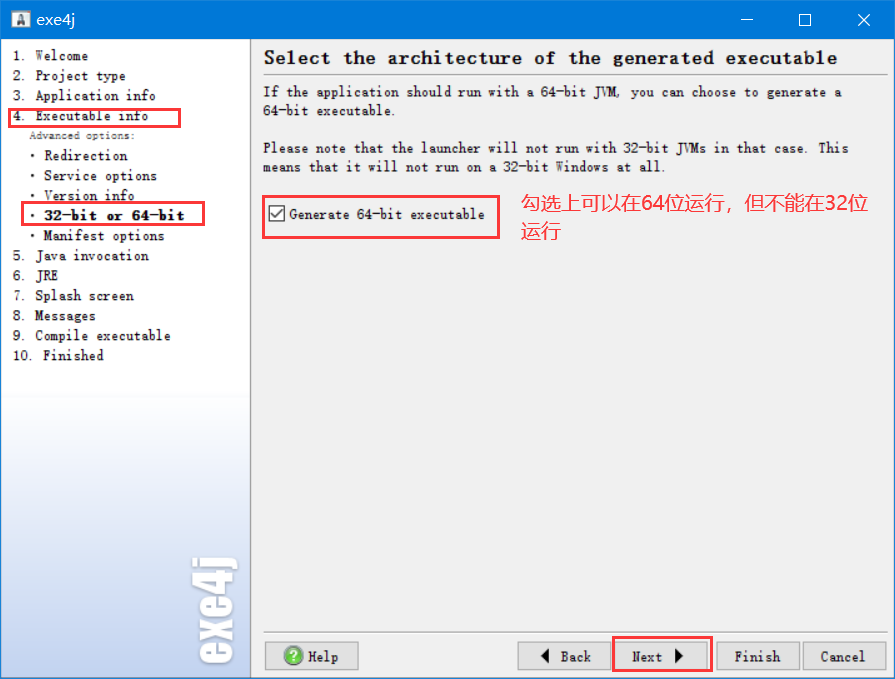 exe4j
1. Welcome
2. Project type
3. Application info
4. Executable info
Advanced options:
· Redirection
· Service options
· Version info
· 32-bit or 64-bit
· Manifest options
5. Java invocation
6. JRE
7. Splash screen
8. Messages
9. Compile executable
10. Finished
exe4j
Select the architecture of the generated executable
If the application should run with a 64-bit JVM, you can choose to generate a
64-bit executable.
Please note that the launcher will not run with 32-bit JVMs in that case. This
means that it will not run on a 32-bit Windows at all.
Generate 64-bit executable
勾选上可以在64位运行，但不能在32位
运行
Help
Back
Next
Finish
Cancel